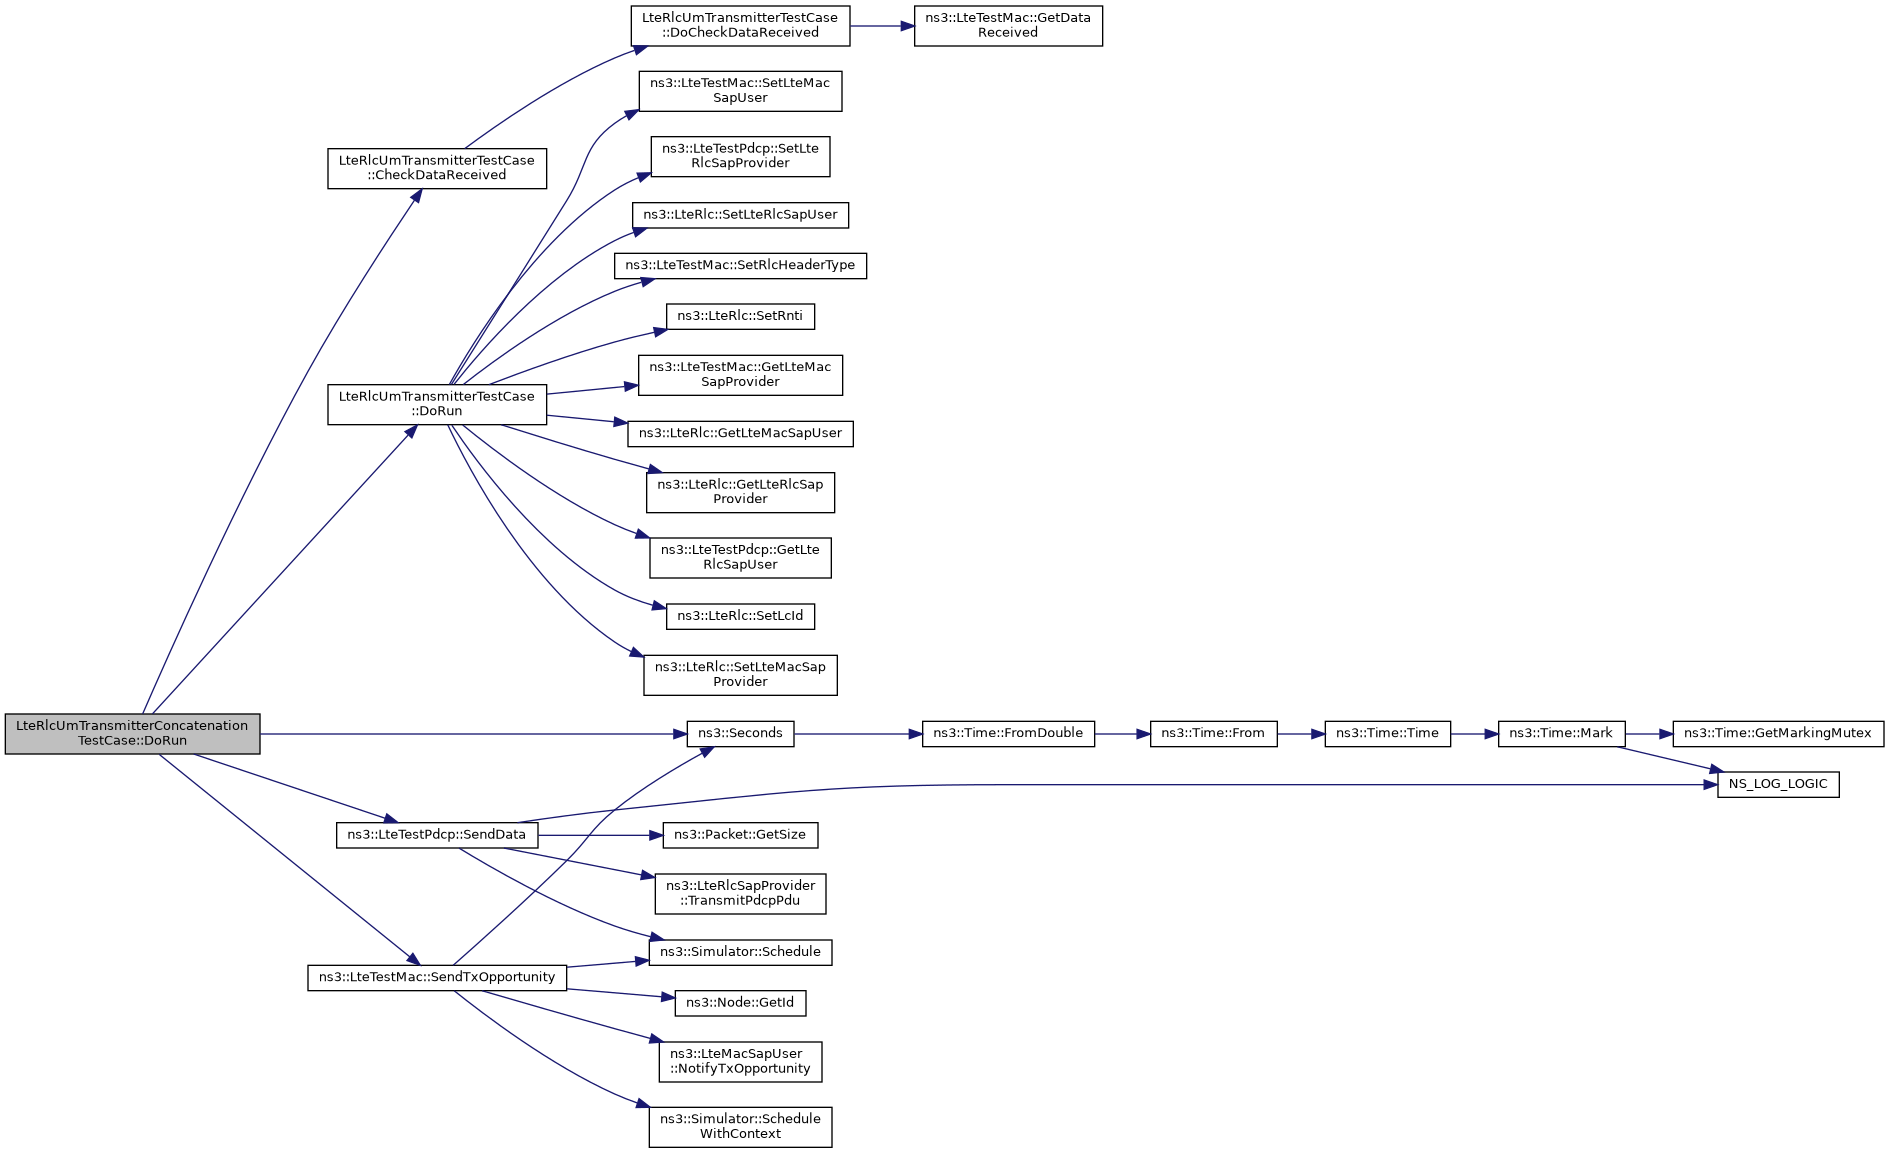 LteRlcUmTransmitterTestCase
::DoCheckDataReceived
ns3::LteTestMac::GetData
Received
ns3::LteTestMac::SetLteMac
SapUser
LteRlcUmTransmitterTestCase
::CheckDataReceived
ns3::LteTestPdcp::SetLte
RlcSapProvider
ns3::LteRlc::SetLteRlcSapUser
ns3::LteTestMac::SetRlcHeaderType
ns3::LteRlc::SetRnti
ns3::LteTestMac::GetLteMac
SapProvider
LteRlcUmTransmitterTestCase
::DoRun
ns3::LteRlc::GetLteMacSapUser
ns3::LteRlc::GetLteRlcSap
Provider
ns3::LteTestPdcp::GetLte
RlcSapUser
ns3::LteRlc::SetLcId
ns3::LteRlc::SetLteMacSap
Provider
LteRlcUmTransmitterConcatenation
TestCase::DoRun
ns3::Seconds
ns3::Time::FromDouble
ns3::Time::From
ns3::Time::Time
ns3::Time::Mark
ns3::Time::GetMarkingMutex
NS_LOG_LOGIC
ns3::LteTestPdcp::SendData
ns3::Packet::GetSize
ns3::LteRlcSapProvider
::TransmitPdcpPdu
ns3::Simulator::Schedule
ns3::LteTestMac::SendTxOpportunity
ns3::Node::GetId
ns3::LteMacSapUser
::NotifyTxOpportunity
ns3::Simulator::Schedule
WithContext